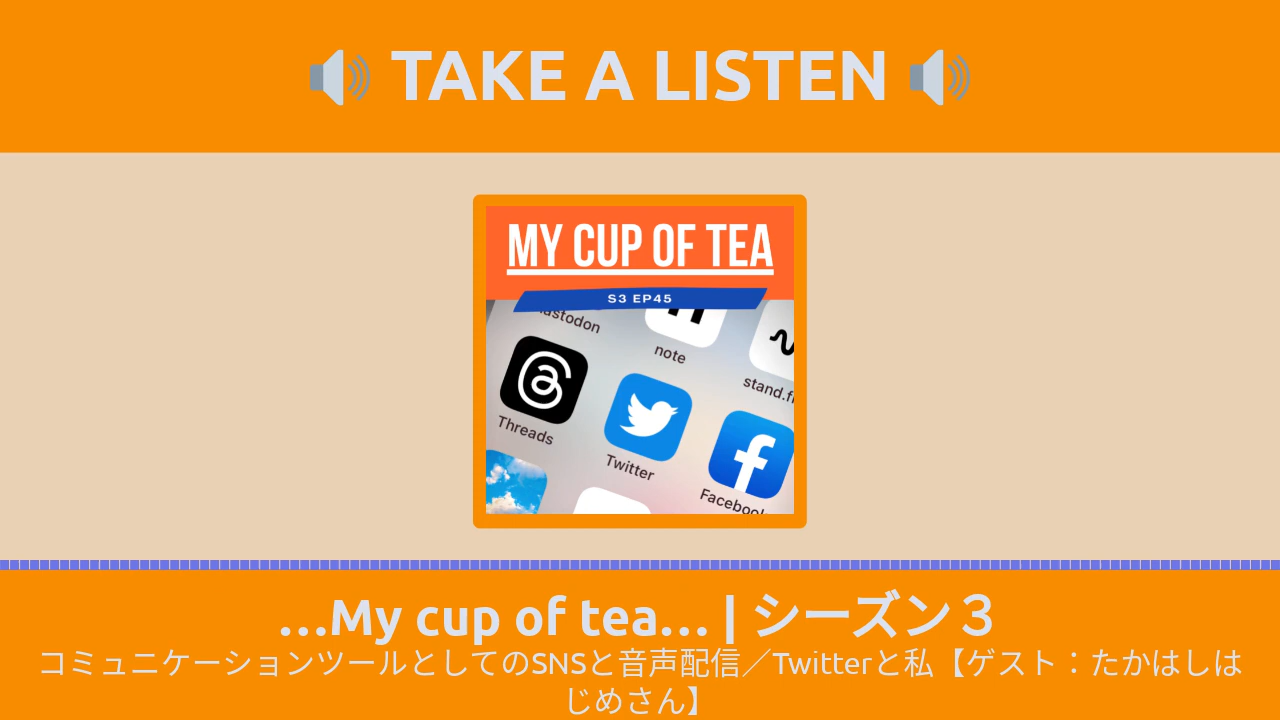 TAKE A LISTEN
MY CUP OF TEA
S3 EP45
note
Threads
Twitter
…My cup of tea… | シーズン３
コミュニケーションツールとしてのSNSと音声配信／Twitterと私【ゲスト：たかはしは
じめさん】